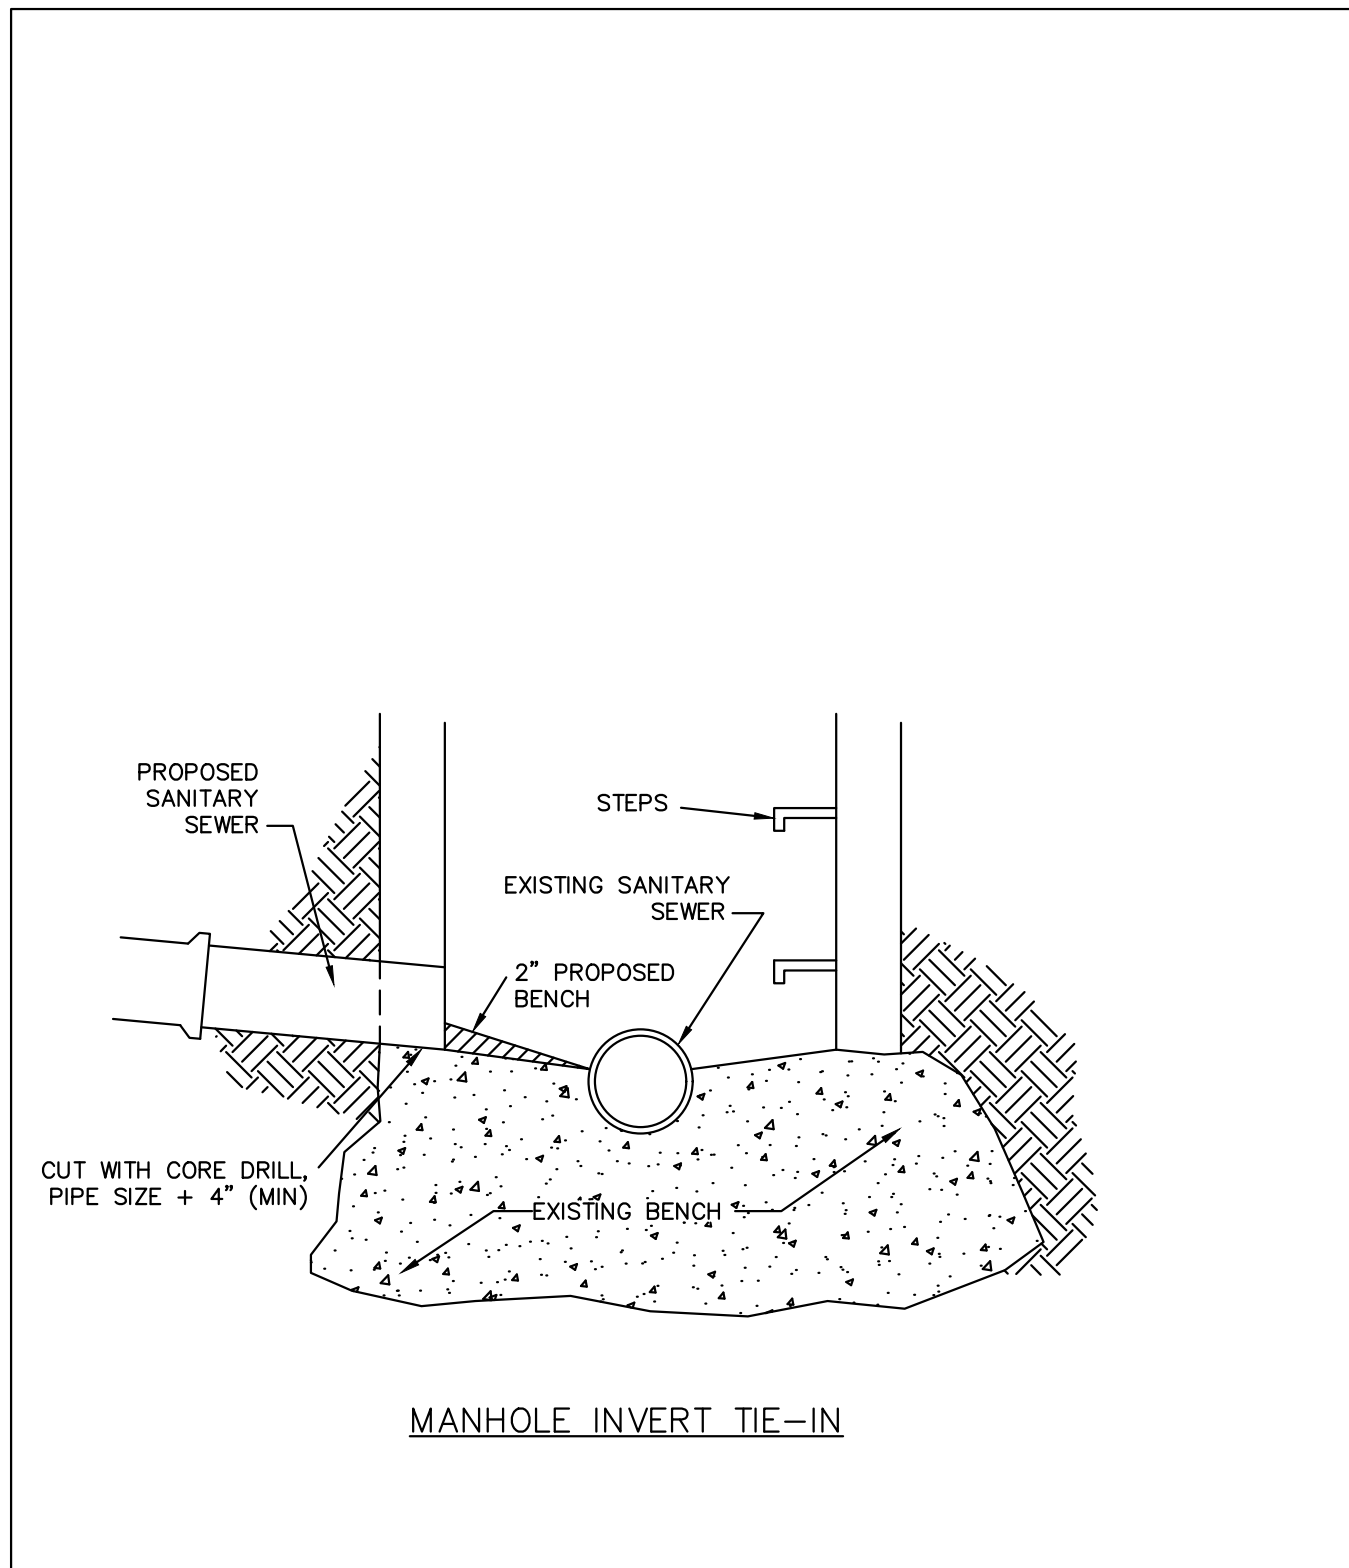 PROPOSED
SANITARY
SEWER
STEPS
EXISTING SANITARY
SEWER
2" PROPOSED
BENCH
CUT WITH CORE DRILL,
PIPE SIZE + 4" (MIN)
EXISTING BENCH
MANHOLE INVERT TIE-IN